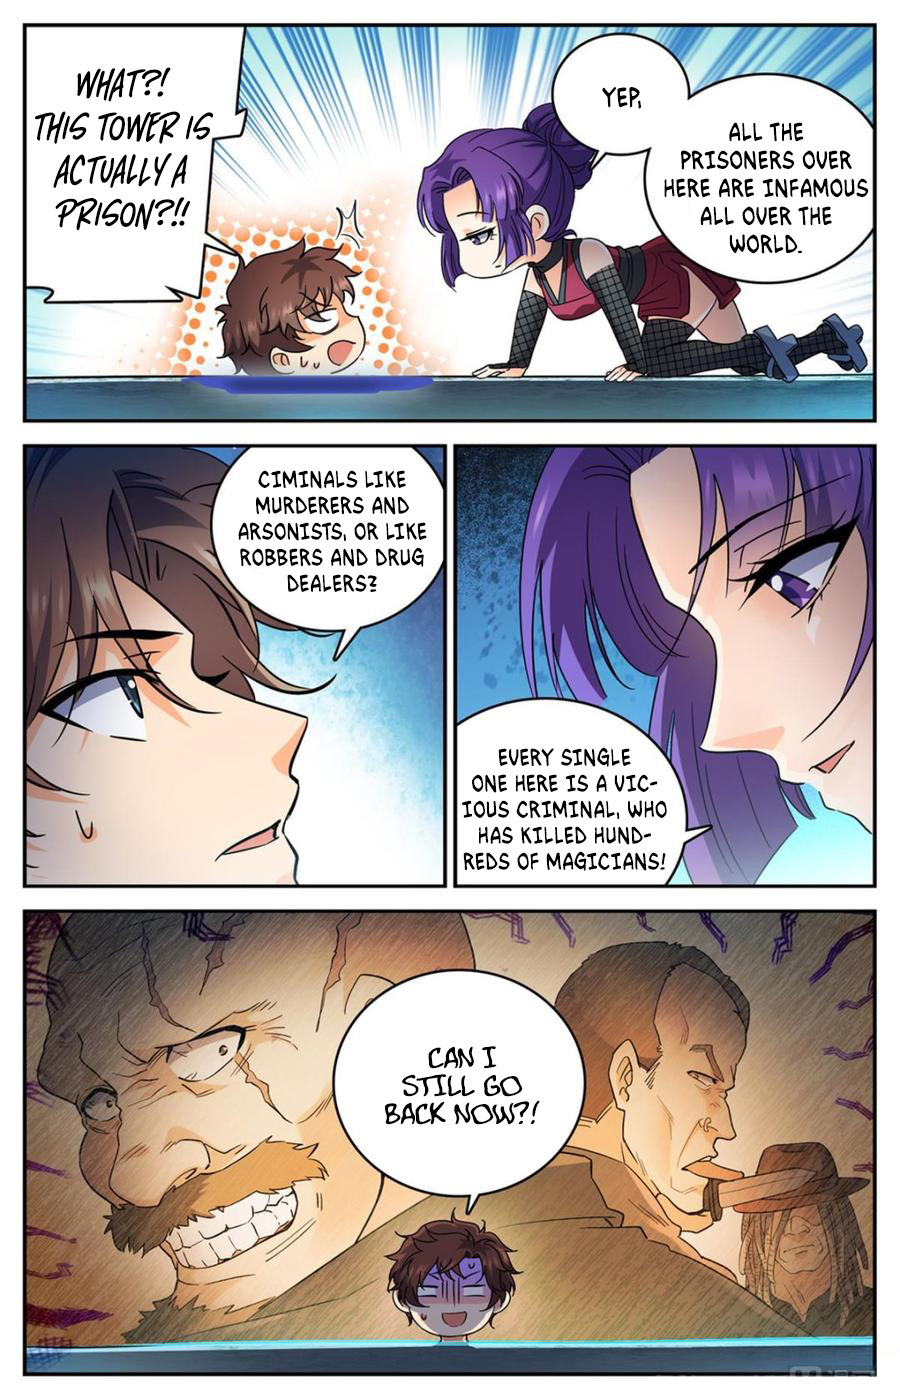 WHAT?!
THIS TOWER IS
ACTUALLY A
PRISON?!!
YEP,
ALL THE
PRISONERS OVER
HERE ARE INFAMOUS
ALL OVER THE
WORLD.
CIMINALS LIKE
MURDERERS AND
ARSONISTS, OR LIKE
ROBBERS AND DRUG
DEALERS?
EVERY SINGLE
ONE HERE IS A VIC-
IOUS CRIMINAL, WHO
HAS KILLED HUND-
REDS OF MAGICIANS!
CAN I
STILL GO
BACK NOW?!